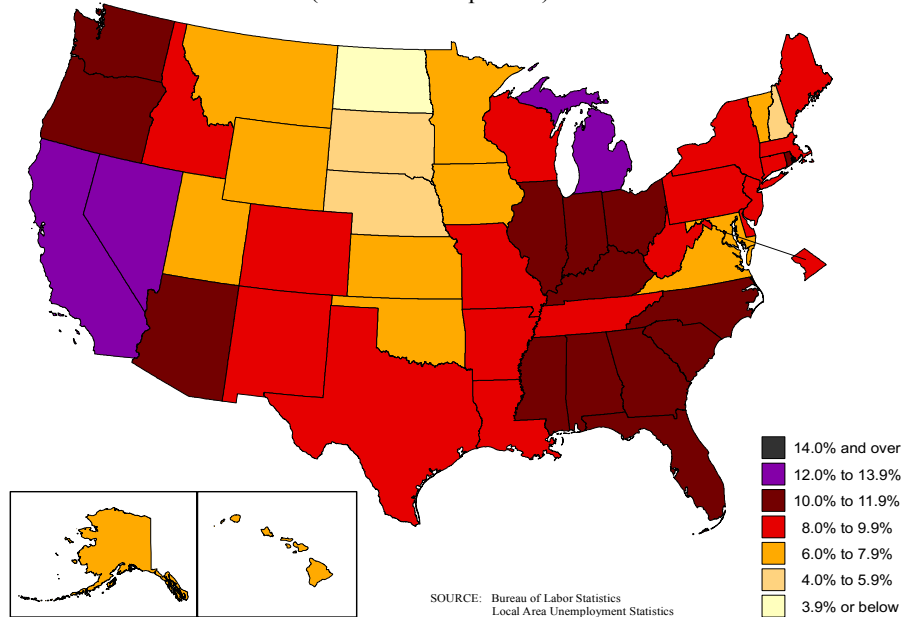 14.0% and over
12.0% to 13.9%
10.0% to 11.9%
8.0% to 9.9%
6.0% to 7.9%
4.0% to 5.9%
3.9% or below
SOURCE: Bureau of Labor Statistics
Local Area Unemployment Statistics